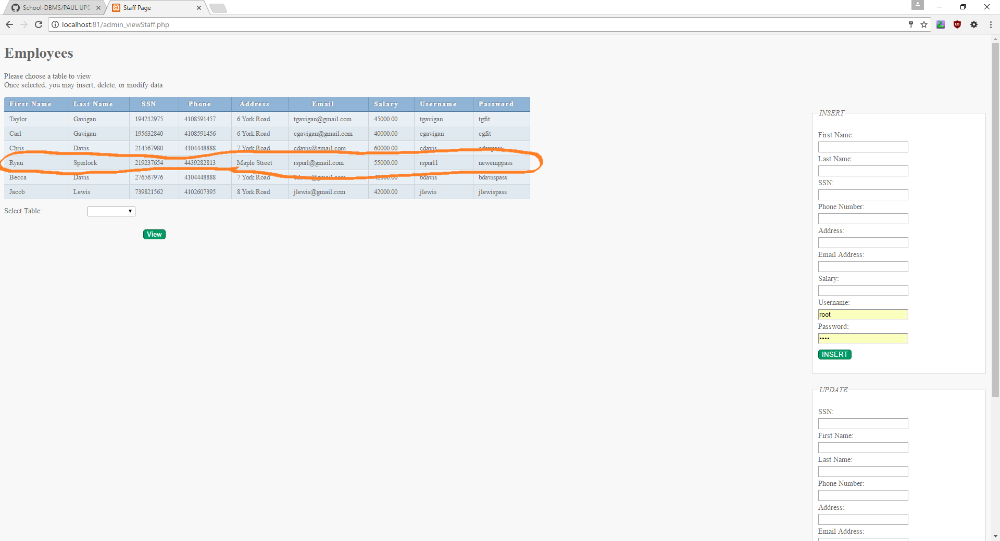 School-DBMS/PAUL UPD
Staff Page
localhost:81/admin_viewStaff.php
Employees
Please choose a table to view
Once selected, you may insert, delete, or modify data
First Name Last Name SSN Phone Address Email Salary Username Password
Taylor Gavigan 194212975 4108591457 6 York Road tgavigan@gmail.com 45000.00 tgavigan tgfit
Carl Gavigan 195632840 4108591456 6 York Road cgavigan@gmail.com 40000.00 cgavigan cgfit
Chris Davis 214567980 4104448888 7 York Road cdavis@gmail.com 60000.00 cdavis
Ryan Spurlock 219237654 4439282813 Maple Street rspurl@gmail.com 55000.00 rspurl1 newemppass
Becca Davis 276567976 4104448888 7 York Road bdavis@gmail.com 42000.00 bdavis bdavispass
Jacob Lewis 739821562 4102607395 8 York Road jlewis@gmail.com 42000.00 jlewis jlewispass
Select Table:
View
INSERT
First Name:
Last Name:
SSN:
Phone Number:
Address:
Email Address:
Salary:
Username:
root
Password:
••••
INSERT
UPDATE
SSN:
First Name:
Last Name:
Phone Number:
Address:
Email Address: